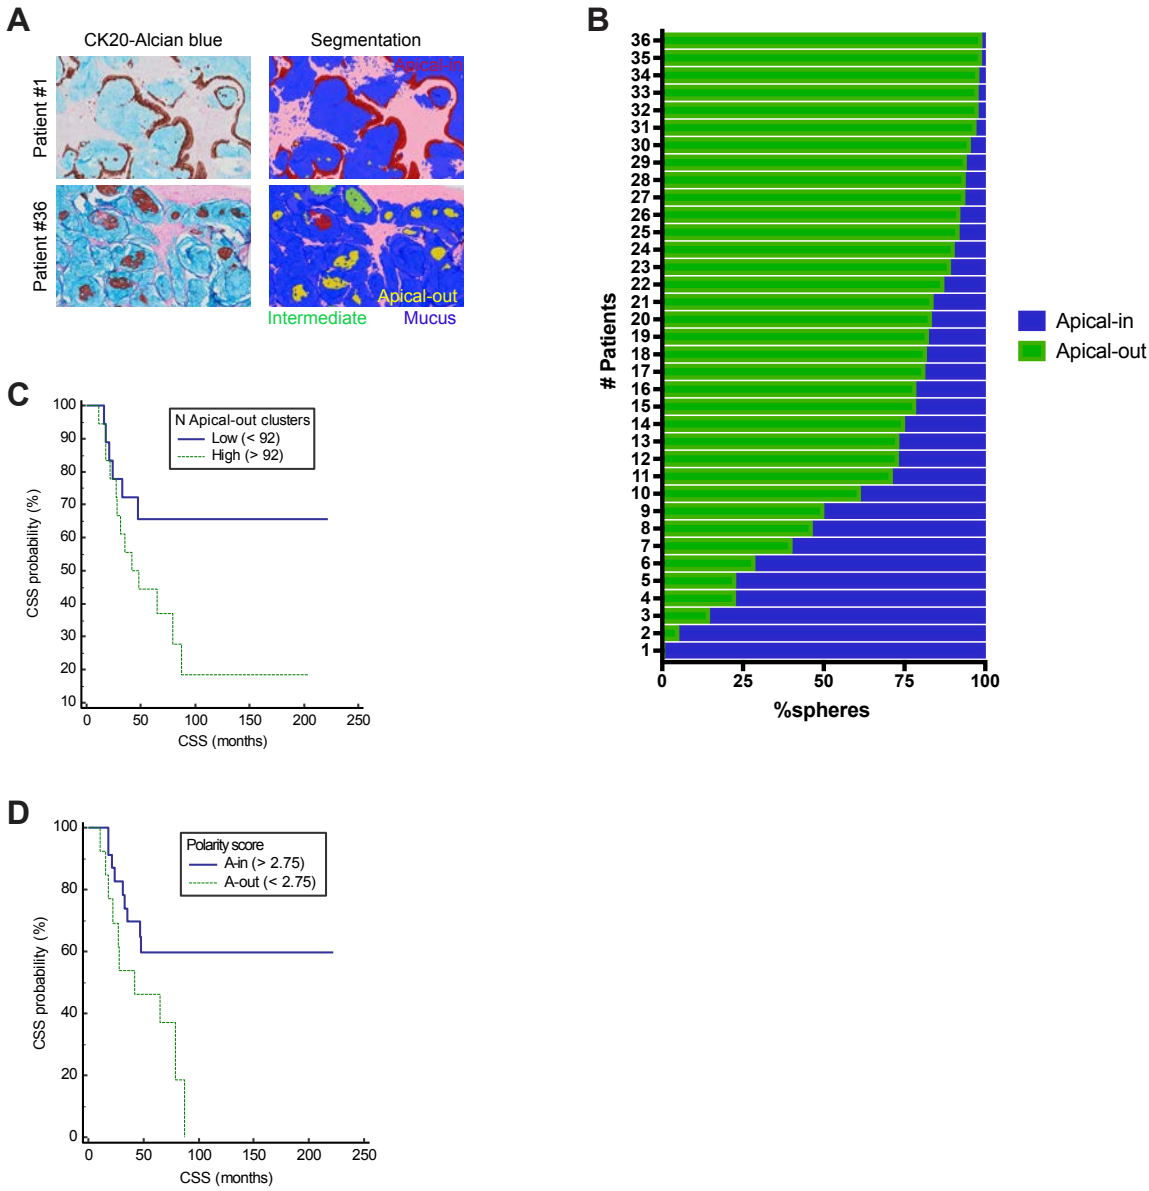 A
CK20-Alcian blue
Segmentation
Patient #1
Apical-in
Patient #36
Apical-out
Intermediate
Mucus
B
# Patients
36
35
34
33
32
31
30
29
28
27
26
25
24
23
22
21
20
19
18
17
16
15
14
13
12
11
10
9
8
7
6
5
4
3
2
1
0 25 50 75 100
%spheres
Apical-in
Apical-out
C
CSS probability (%)
100
90
80
70
60
50
40
30
20
10
N Apical-out clusters
Low (< 92)
High (> 92)
0 50 100 150 200 250
CSS (months)
D
CSS probability (%)
100
80
60
40
20
0
Polarity score
A-in (> 2.75)
A-out (< 2.75)
0 50 100 150 200 250
CSS (months)